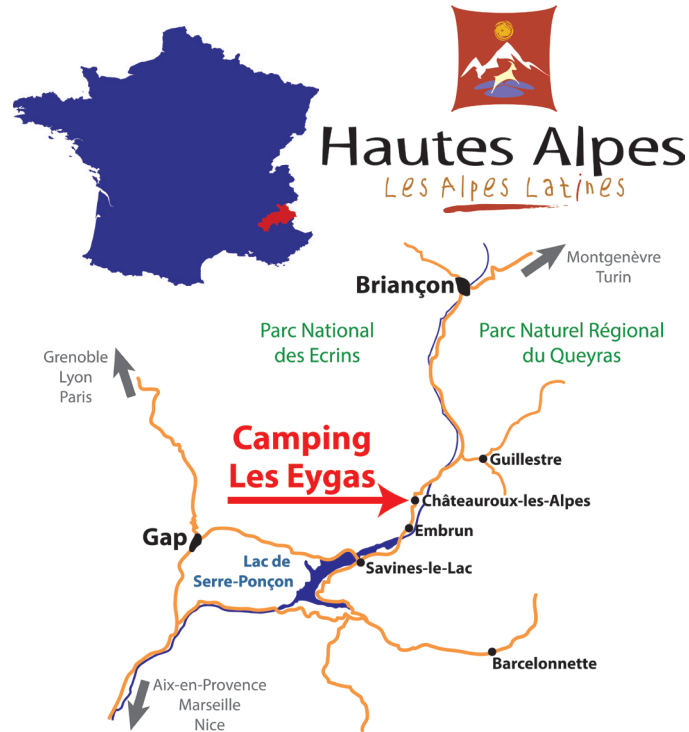 Hautes Alpes
Les Alpes Latines
Montgenèvre
Turin
Briançon
Parc National
des Ecrins
Parc Naturel Régional
du Queyras
Grenoble
Lyon
Paris
Camping
Les Eygas
Guillestre
Châteauroux-les-Alpes
Embrun
Gap
Lac de
Serre-Ponçon
Savines-le-Lac
Barcelonnette
Aix-en-Provence
Marseille
Nice